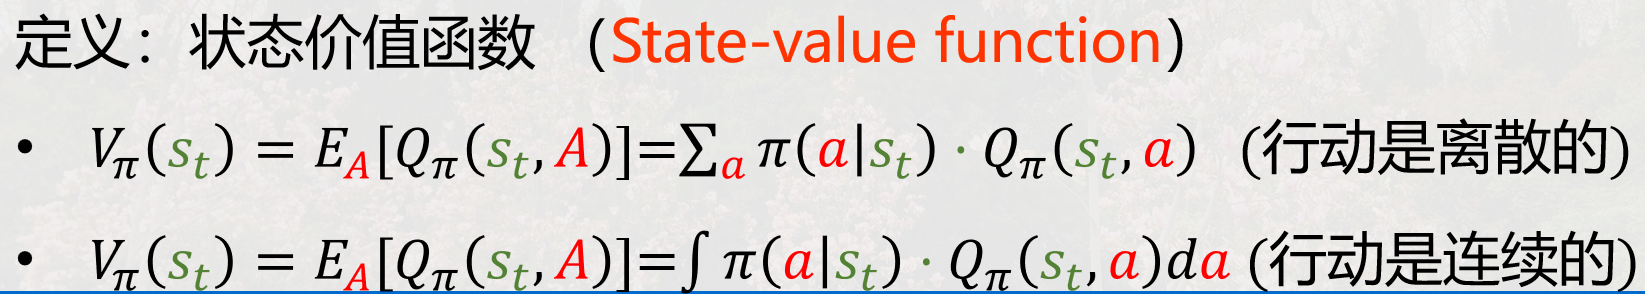 定义：状态价值函数 （State-value function）
• V_π(s_t) = E_A[Q_π(s_t, A)]=∑_a π(a|s_t) · Q_π(s_t, a) (行动是离散的)
• V_π(s_t) = E_A[Q_π(s_t, A)]=∫ π(a|s_t) · Q_π(s_t, a)da (行动是连续的)